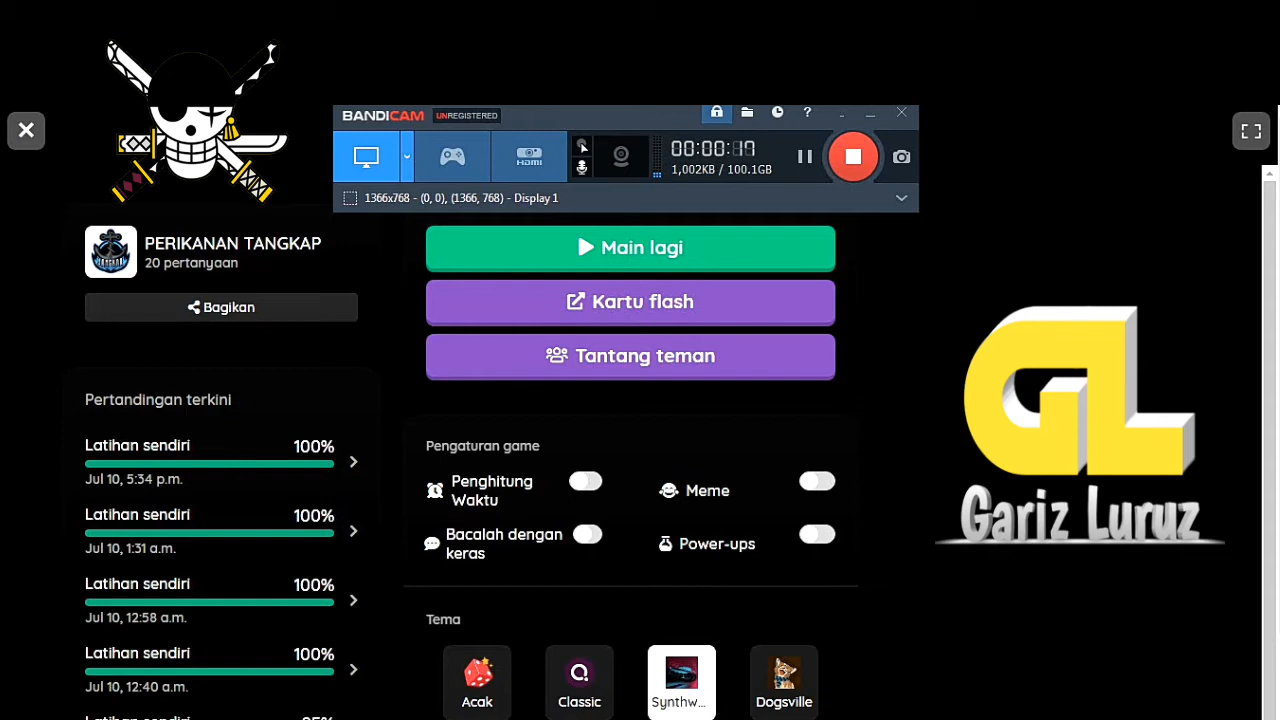 BANDICAM UNREGISTERED
?
00:00:17
1,002KB / 100.1GB
HDMI
1366x768 - (0, 0), (1366, 768) - Display 1
PERIKANAN TANGKAP
20 pertanyaan
Bagikan
Pertandingan terkini
Latihan sendiri 100%
Jul 10, 5:34 p.m.
Latihan sendiri 100%
Jul 10, 1:31 a.m.
Latihan sendiri 100%
Jul 10, 12:58 a.m.
Latihan sendiri 100%
Jul 10, 12:40 a.m.
Main lagi
Kartu flash
Tantang teman
Pengaturan game
Penghitung
Waktu
Meme
Bacalah dengan
keras
Power-ups
Tema
Acak
Classic
Synthw...
Dogsville
GL
Gariz Luruz